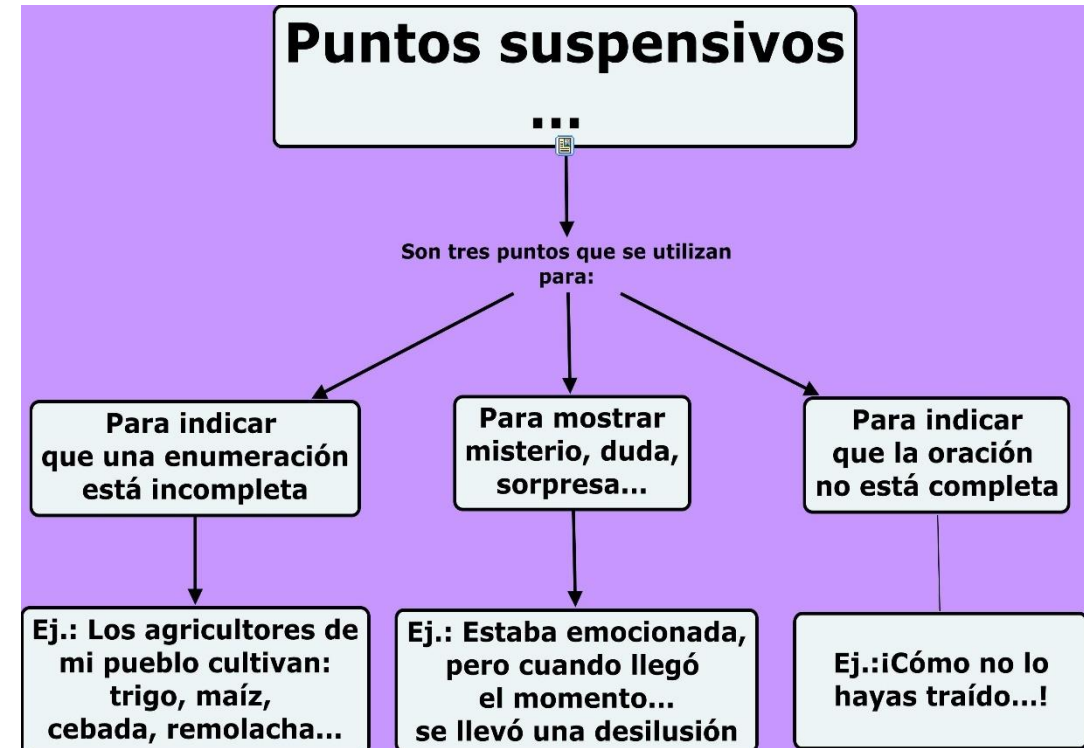 Puntos suspensivos
...
Son tres puntos que se utilizan
para:
Para indicar
que una enumeración
está incompleta
Para mostrar
misterio, duda,
sorpresa...
Para indicar
que la oración
no está completa
Ej.: Los agricultores de
mi pueblo cultivan:
trigo, maíz,
cebada, remolacha...
Ej.: Estaba emocionada,
pero cuando llegó
el momento...
se llevó una desilusión
Ej.:¡Cómo no lo
hayas traído...!